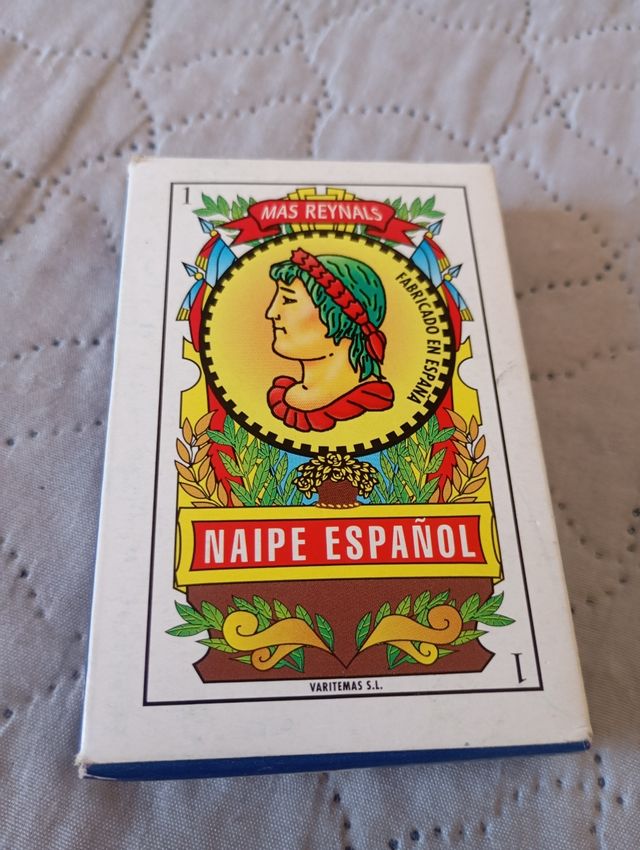 1
MAS REYNALS
FABRICADO EN ESPAÑA
NAIPE ESPAÑOL
VARITEMAS S.L.
1